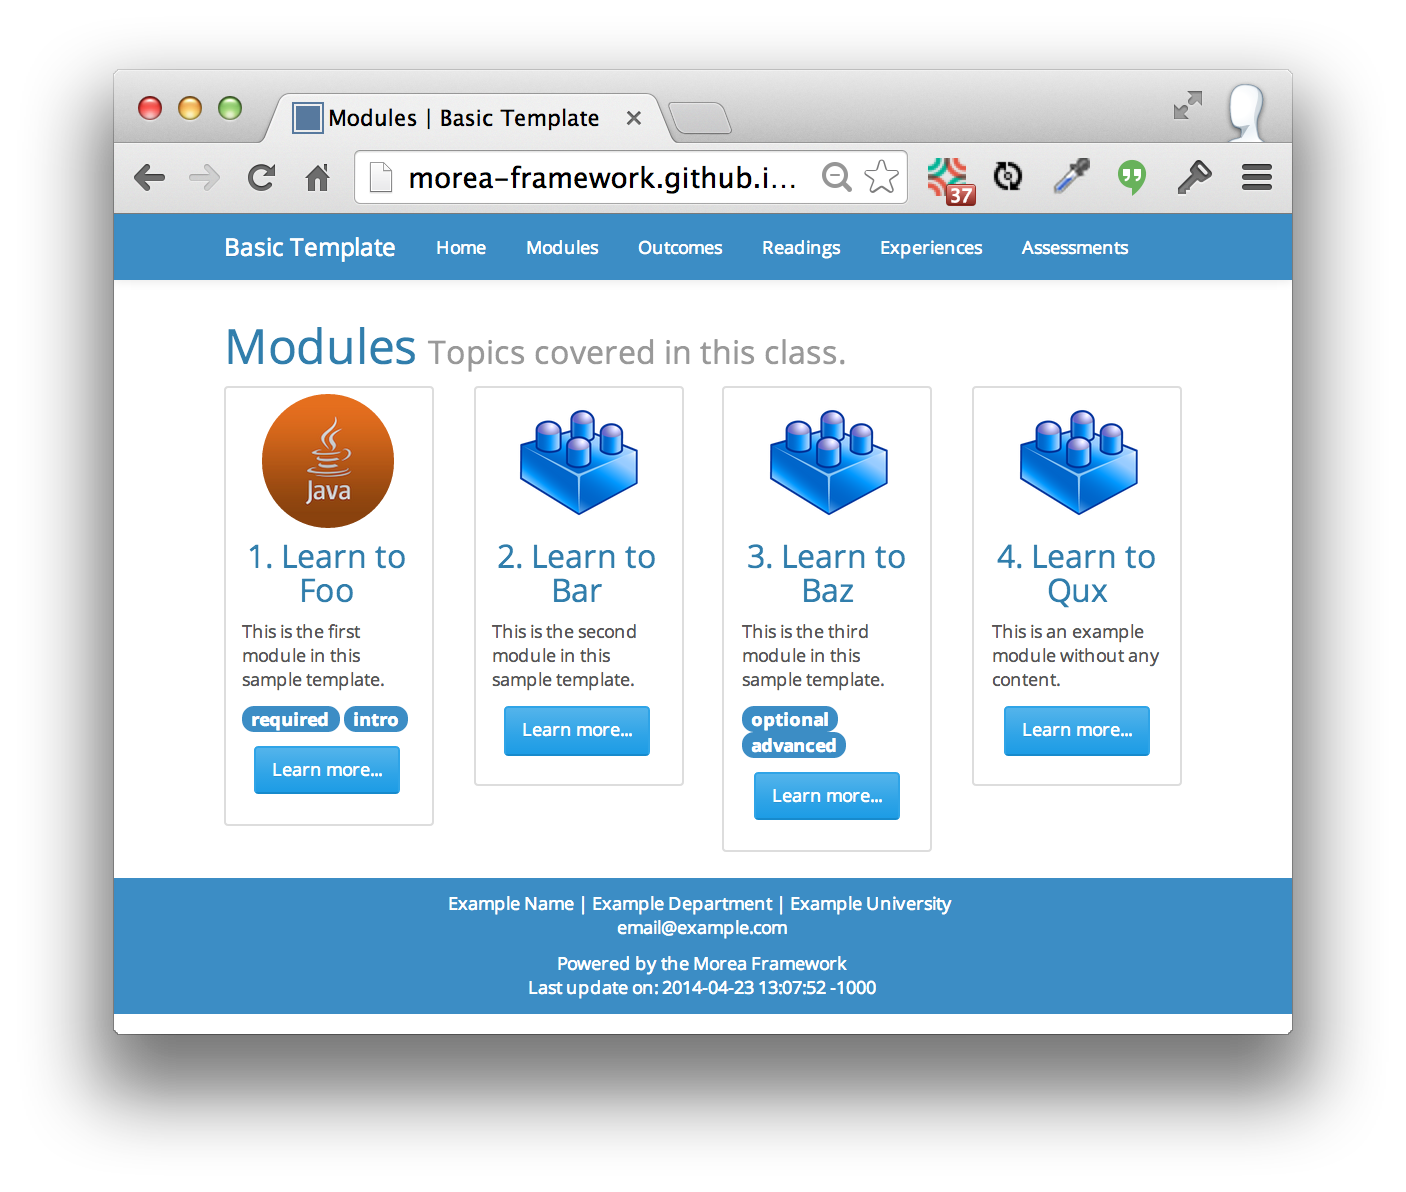 Modules | Basic Template
morea-framework.github.i...
37
Basic Template Home Modules Outcomes Readings Experiences Assessments
Modules Topics covered in this class.
Java
1. Learn to
Foo
This is the first
module in this
sample template.
required intro
Learn more...
2. Learn to
Bar
This is the second
module in this
sample template.
Learn more...
3. Learn to
Baz
This is the third
module in this
sample template.
optional
advanced
Learn more...
4. Learn to
Qux
This is an example
module without any
content.
Learn more...
Example Name | Example Department | Example University
email@example.com
Powered by the Morea Framework
Last update on: 2014-04-23 13:07:52 -1000